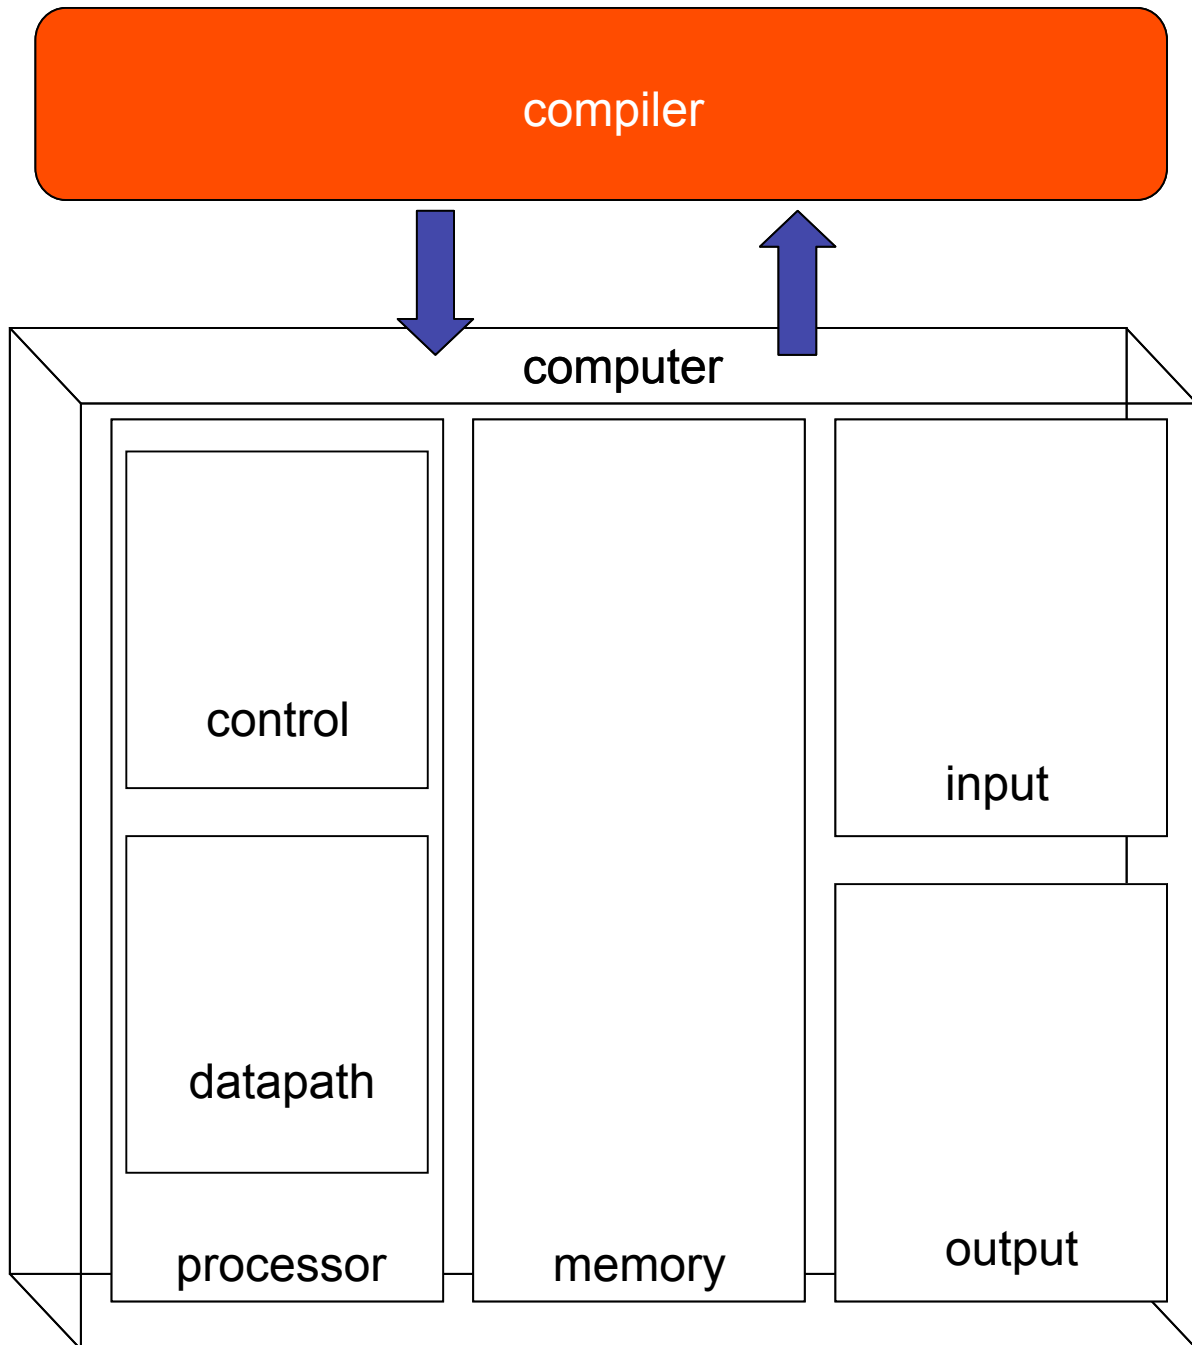 compiler
computer
control
datapath
processor
memory
input
output